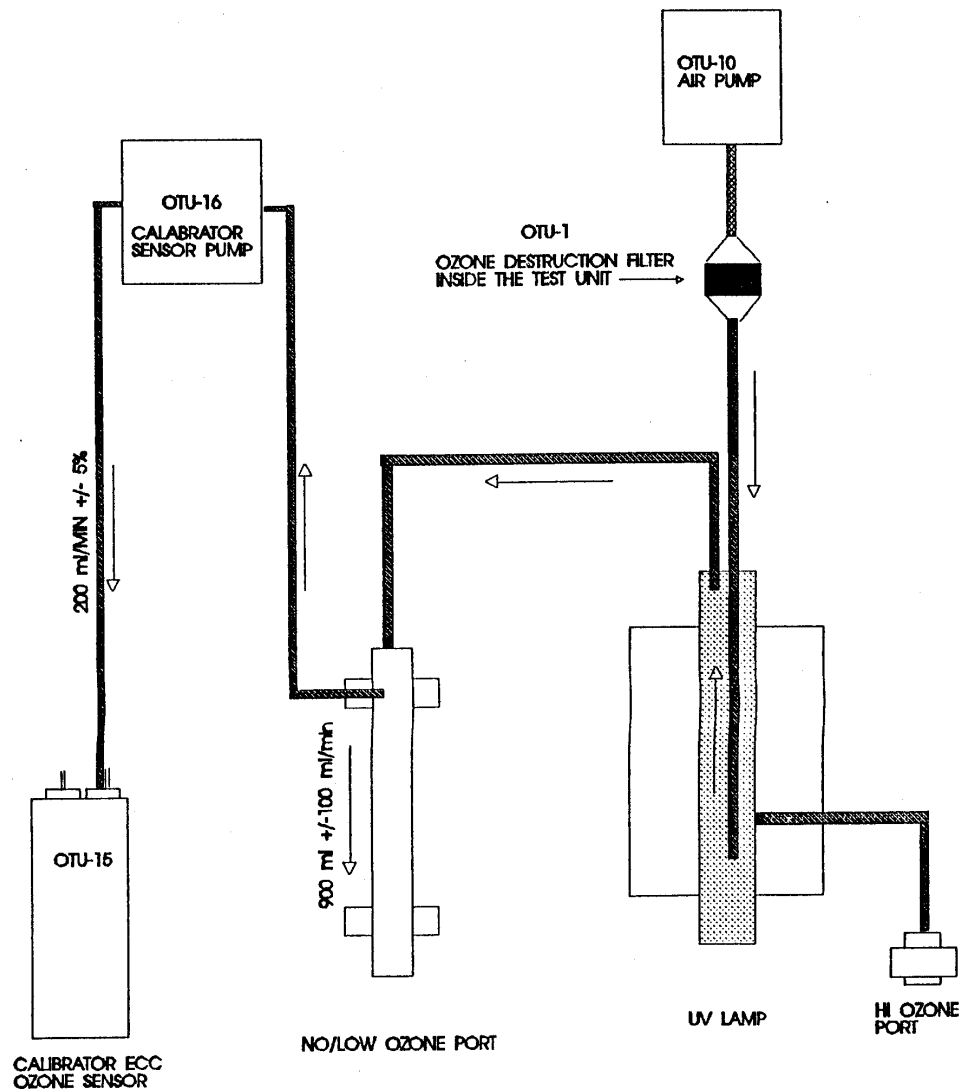 OTU-10
AIR PUMP
OTU-16
CALABRATOR
SENSOR PUMP
OTU-1
OZONE DESTRUCTION FILTER
INSIDE THE TEST UNIT
200 ml/MIN +/- 5%
900 ml +/-100 ml/min
OTU-15
UV LAMP
HI OZONE
PORT
NO/LOW OZONE PORT
CALIBRATOR ECC
OZONE SENSOR